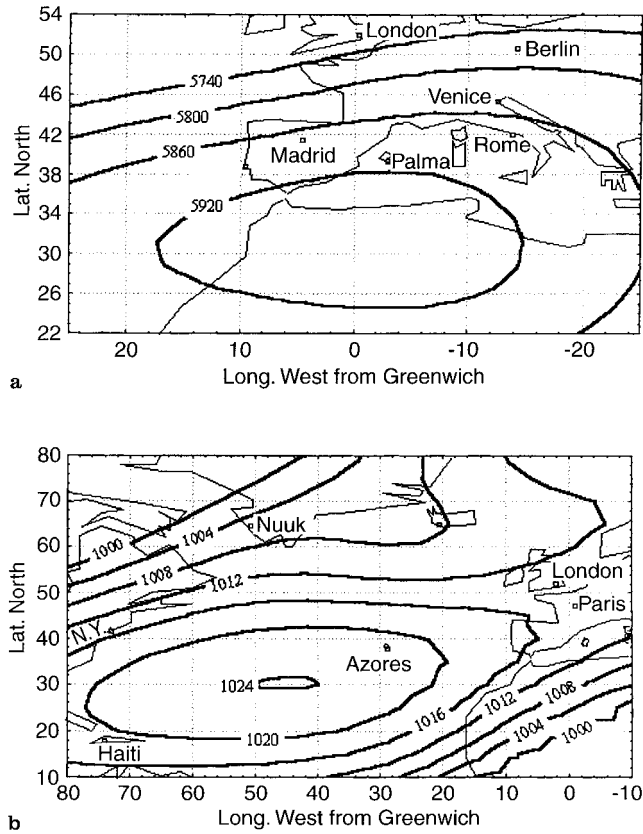 54
50
46
42
38
34
30
26
22
Lat. North
London
Berlin
5740
5800
5860
5920
Venice
Madrid
Palma
Rome
20
10
0
-10
-20
Long. West from Greenwich
a
80
70
60
50
40
30
20
10
Lat. North
1000
1004
1008
1012
Nuuk
London
Paris
N.Y.
Azores
1024
1020
1016
1012
1008
1004
1000
Haiti
80
70
60
50
40
30
20
10
0
-10
Long. West from Greenwich
b